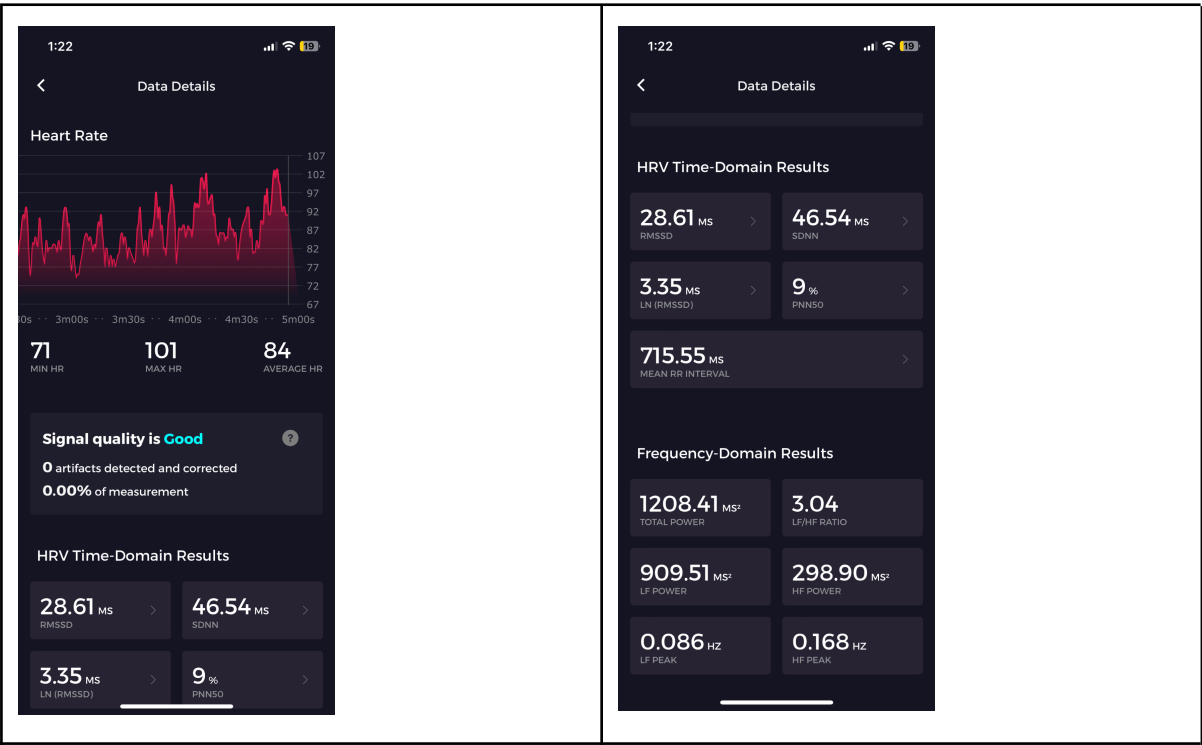 1:22
19
Data Details
Heart Rate
107
102
97
92
87
82
77
72
67
0s 3m00s 3m30s 4m00s 4m30s 5m00s
71 101 84
MIN HR MAX HR AVERAGE HR
Signal quality is Good ?
0 artifacts detected and corrected
0.00% of measurement
HRV Time-Domain Results
28.61 MS 46.54 MS
RMSSD SDNN
3.35 MS 9 %
LN (RMSSD) PNN50
1:22
19
Data Details
HRV Time-Domain Results
28.61 MS 46.54 MS
RMSSD SDNN
3.35 MS 9 %
LN (RMSSD) PNN50
715.55 MS
MEAN RR INTERVAL
Frequency-Domain Results
1208.41 MS² 3.04
TOTAL POWER LF/HF RATIO
909.51 MS² 298.90 MS²
LF POWER HF POWER
0.086 HZ 0.168 HZ
LF PEAK HF PEAK